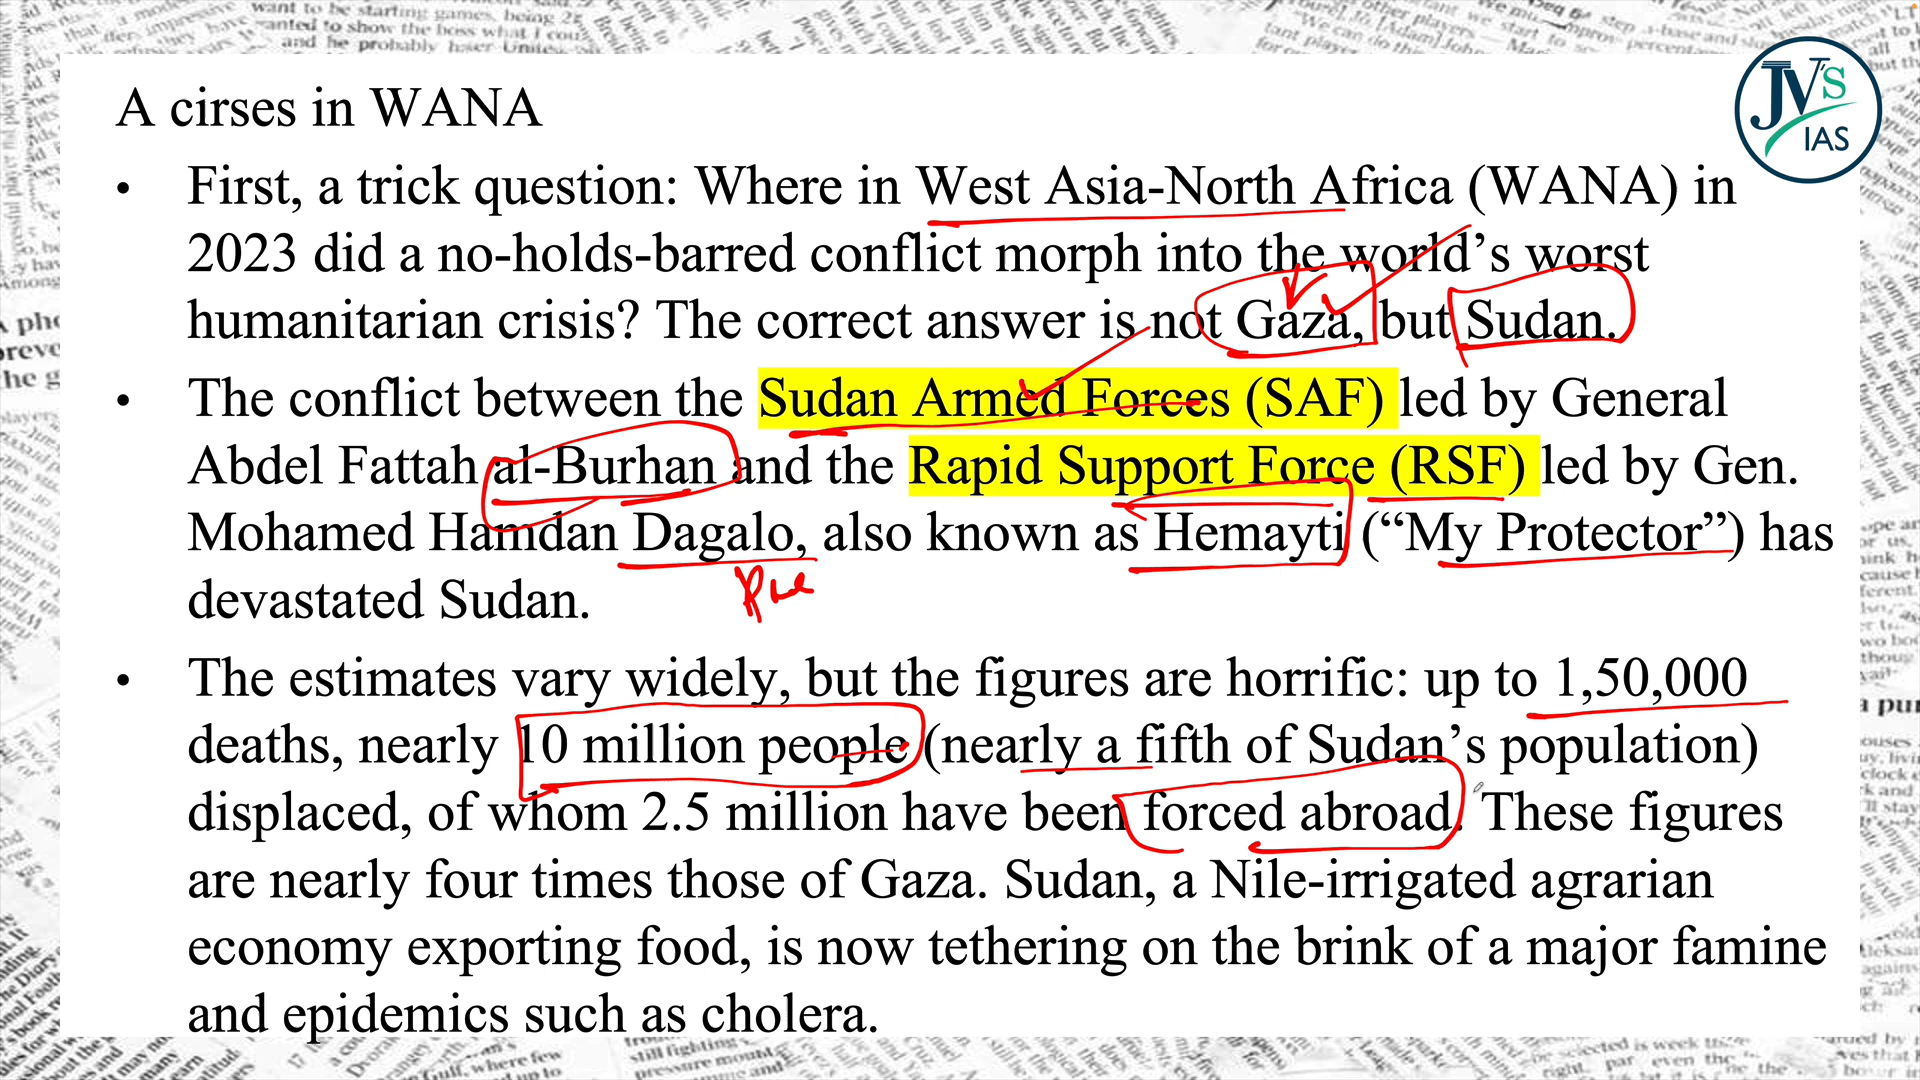 A cirses in WANA
JV's
IAS
• First, a trick question: Where in West Asia-North Africa (WANA) in
2023 did a no-holds-barred conflict morph into the world’s worst
humanitarian crisis? The correct answer is not Gaza, but Sudan.
• The conflict between the Sudan Armed Forces (SAF) led by General
Abdel Fattah al-Burhan and the Rapid Support Force (RSF) led by Gen.
Mohamed Hamdan Dagalo, also known as Hemayti (“My Protector”) has
devastated Sudan.
• The estimates vary widely, but the figures are horrific: up to 1,50,000
deaths, nearly 10 million people (nearly a fifth of Sudan’s population)
displaced, of whom 2.5 million have been forced abroad. These figures
are nearly four times those of Gaza. Sudan, a Nile-irrigated agrarian
economy exporting food, is now tethering on the brink of a major famine
and epidemics such as cholera.